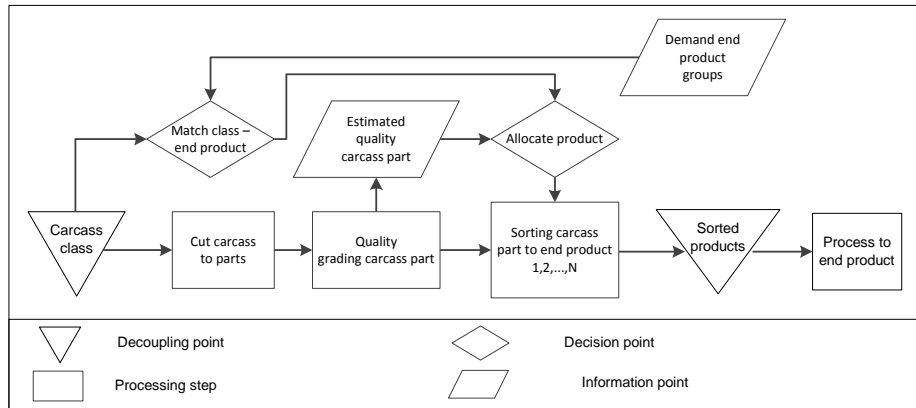 Demand end
product
groups
Match class –
end product
Estimated
quality
carcass part
Allocate product
Carcass
class
Cut carcass
to parts
Quality
grading carcass part
Sorting carcass
part to end product
1,2,...,N
Sorted
products
Process to
end product
Decoupling point
Decision point
Processing step
Information point